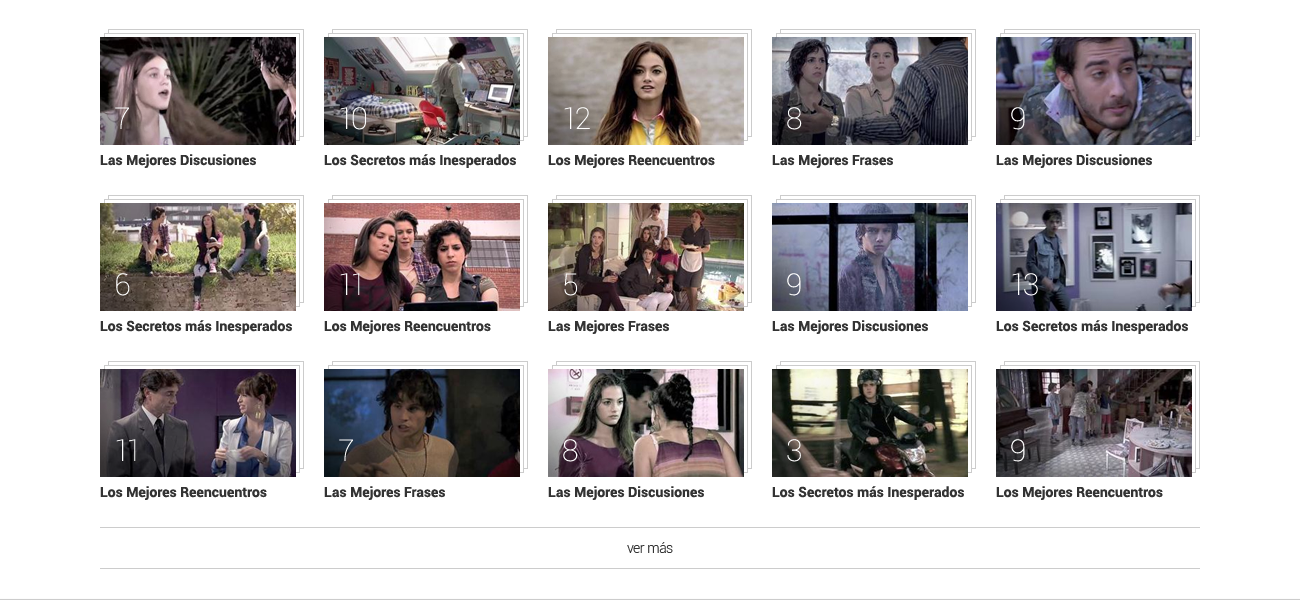 7
10
12
8
9
Las Mejores Discusiones
Los Secretos más Inesperados
Los Mejores Reencuentros
Las Mejores Frases
Las Mejores Discusiones
6
11
5
9
13
Los Secretos más Inesperados
Los Mejores Reencuentros
Las Mejores Frases
Las Mejores Discusiones
Los Secretos más Inesperados
11
7
8
3
9
Los Mejores Reencuentros
Las Mejores Frases
Las Mejores Discusiones
Los Secretos más Inesperados
Los Mejores Reencuentros
ver más